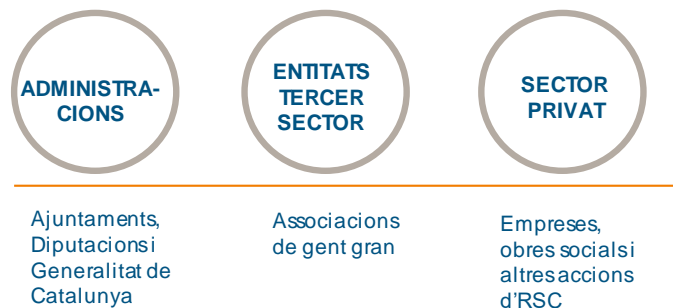 ADMINISTRA-
CIONS
ENTITATS
TERCER
SECTOR
SECTOR
PRIVAT
Ajuntaments,
Diputacions i
Generalitat de
Catalunya
Associacions
de gent gran
Empreses,
obres socials i
altres accions
d'RSC